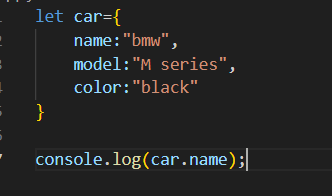 let car={
    name:"bmw",
    model:"M series",
    color:"black"
}
console.log(car.name);